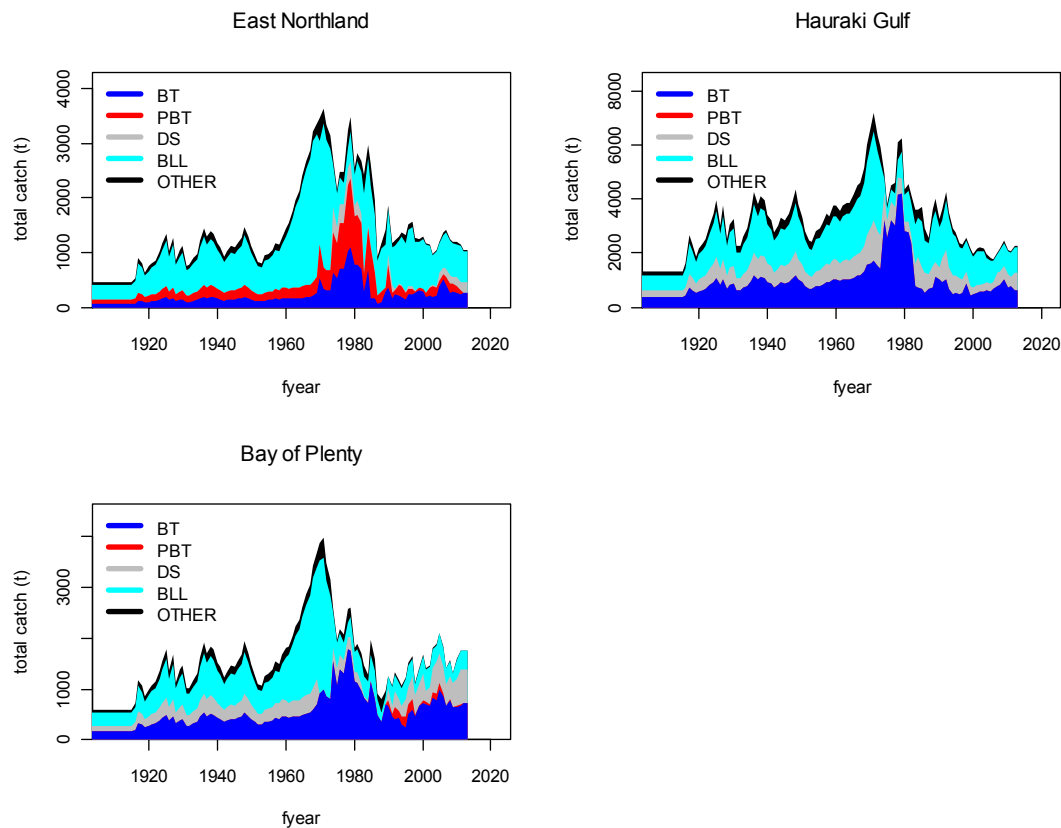 East Northland
total catch (t)
0 1000 2000 3000 4000
BT
PBT
DS
BLL
OTHER
1920 1940 1960 1980 2000 2020
fyear
Hauraki Gulf
total catch (t)
0 2000 4000 6000 8000
BT
PBT
DS
BLL
OTHER
1920 1940 1960 1980 2000 2020
fyear
Bay of Plenty
total catch (t)
0 1000 3000
BT
PBT
DS
BLL
OTHER
1920 1940 1960 1980 2000 2020
fyear